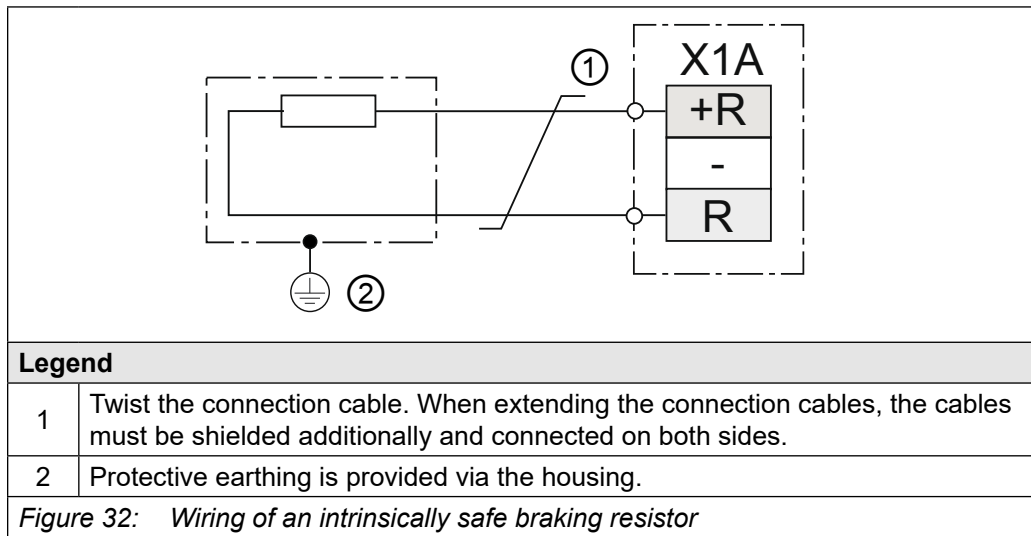 ①
X1A
+R
-
R
②
Legend
1 Twist the connection cable. When extending the connection cables, the cables
must be shielded additionally and connected on both sides.
2 Protective earthing is provided via the housing.
Figure 32: Wiring of an intrinsically safe braking resistor